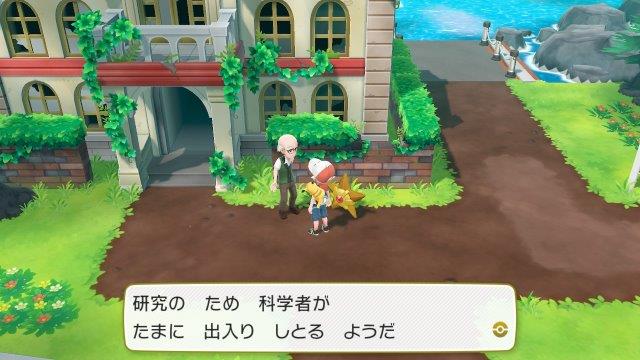 研究の ため 科学者が
たまに 出入り しとる ようだ